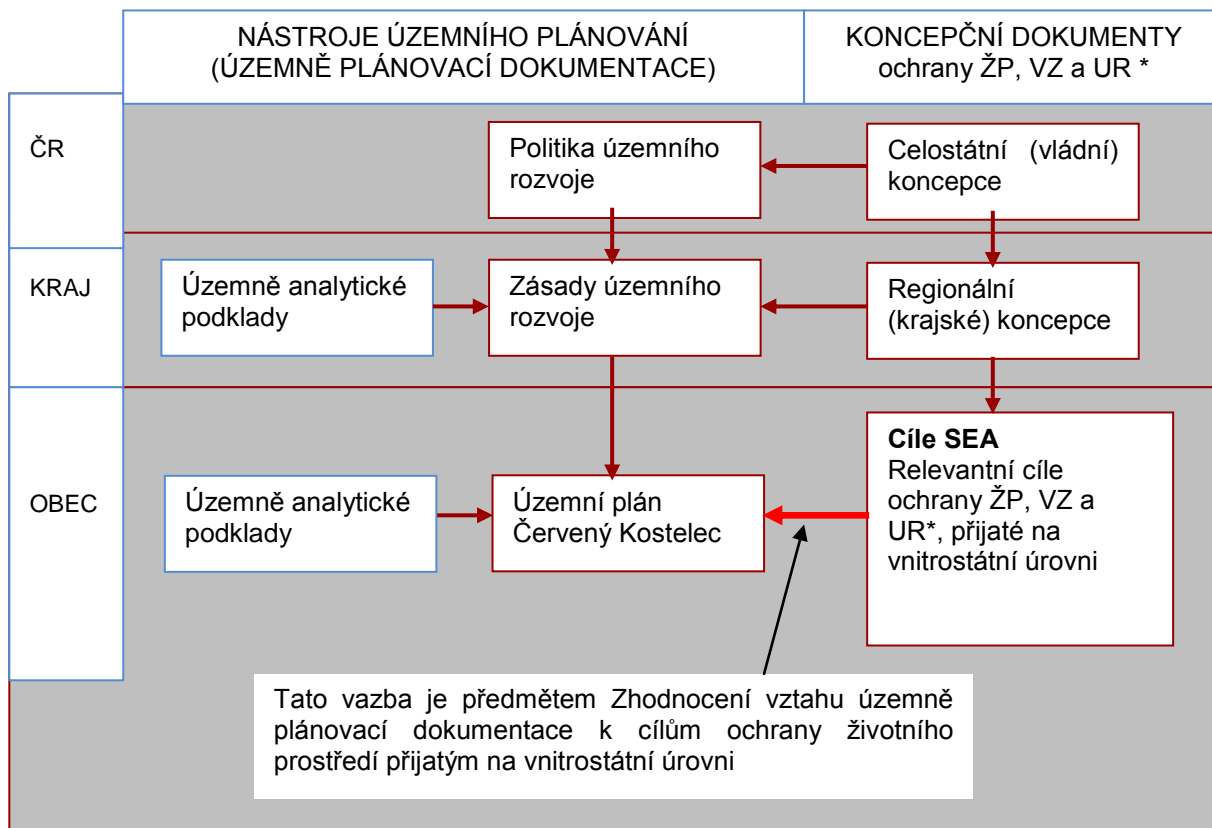 NÁSTROJE ÚZEMNÍHO PLÁNOVÁNÍ
(ÚZEMNĚ PLÁNOVACÍ DOKUMENTACE)
KONCEPČNÍ DOKUMENTY
ochrany ŽP, VZ a UR *
ČR
Politika územního
rozvoje
Celostátní (vládní)
koncepce
KRAJ
Územně analytické
podklady
Zásady územního
rozvoje
Regionální
(krajské) koncepce
OBEC
Územně analytické
podklady
Územní plán
Červený Kostelec
Cíle SEA
Relevantní cíle
ochrany ŽP, VZ a
UR*, přijaté na
vnitrostátní úrovni
Tato vazba je předmětem Zhodnocení vztahu územně
plánovací dokumentace k cílům ochrany životního
prostředí přijatým na vnitrostátní úrovni